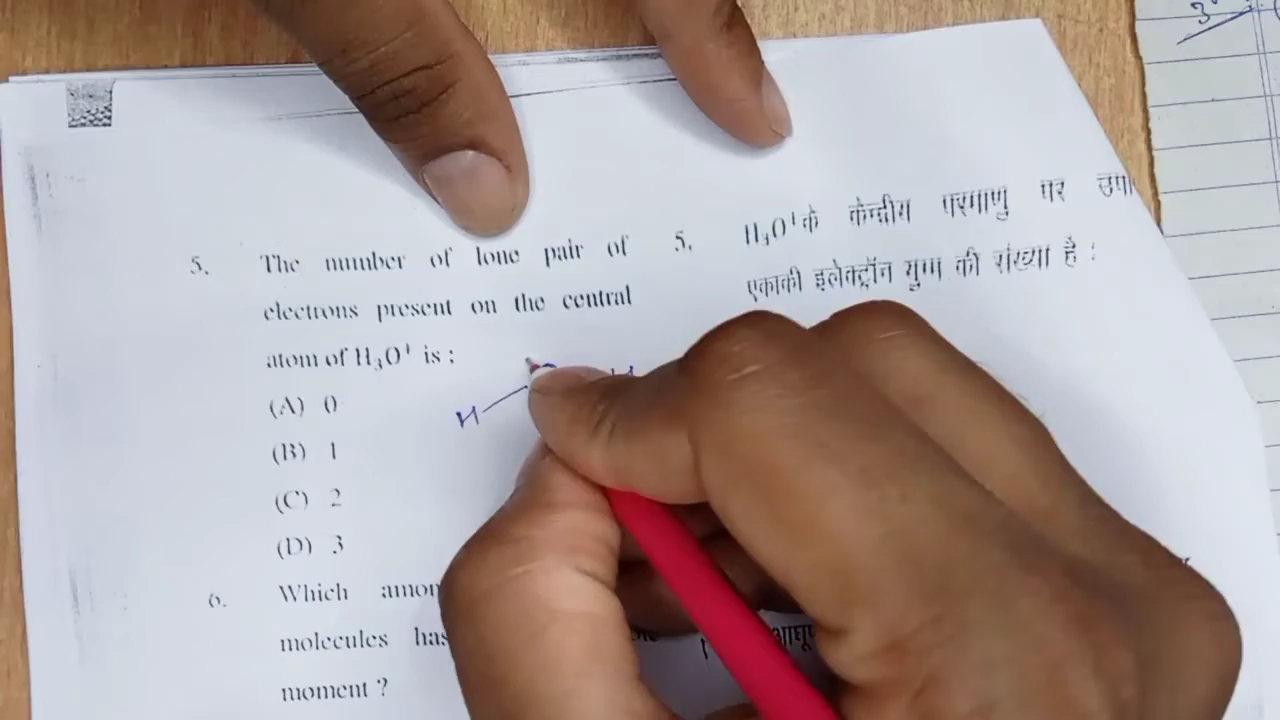 5. The number of lone pair of
electrons present on the central
atom of H₃O⁺ is :
(A) 0
(B) 1
(C) 2
(D) 3
6. Which
molecules has
moment ?
5. H₃O⁺ के केन्द्रीय परमाणु पर
एकाकी इलेक्ट्रॉन युग्म की संख्या है :
H
H